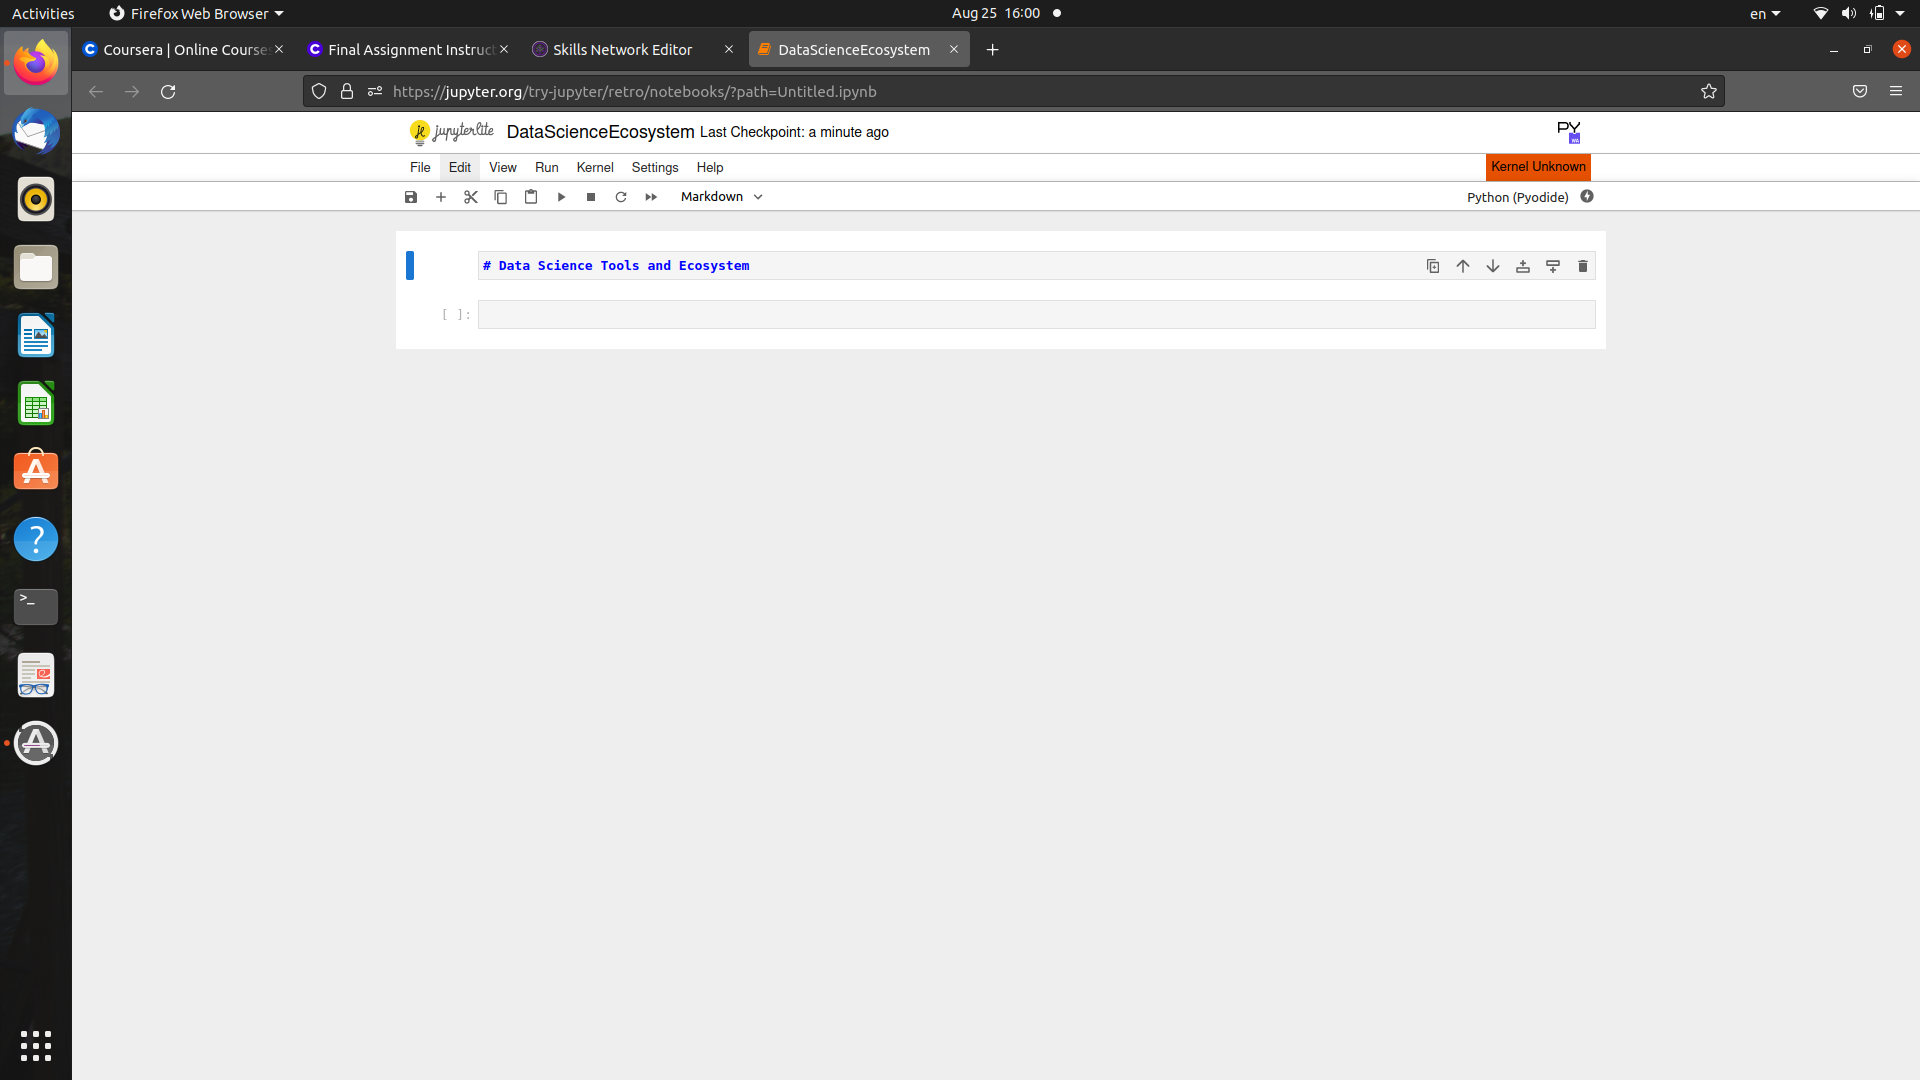 Activities Firefox Web Browser Aug 25 16:00 en
Coursera | Online Course Final Assignment Instruct Skills Network Editor DataScienceEcosystem
https://jupyter.org/try-jupyter/retro/notebooks/?path=Untitled.ipynb
jupyterlite DataScienceEcosystem Last Checkpoint: a minute ago PY
File Edit View Run Kernel Settings Help Kernel Unknown
Markdown Python (Pyodide)
# Data Science Tools and Ecosystem
[ ]: